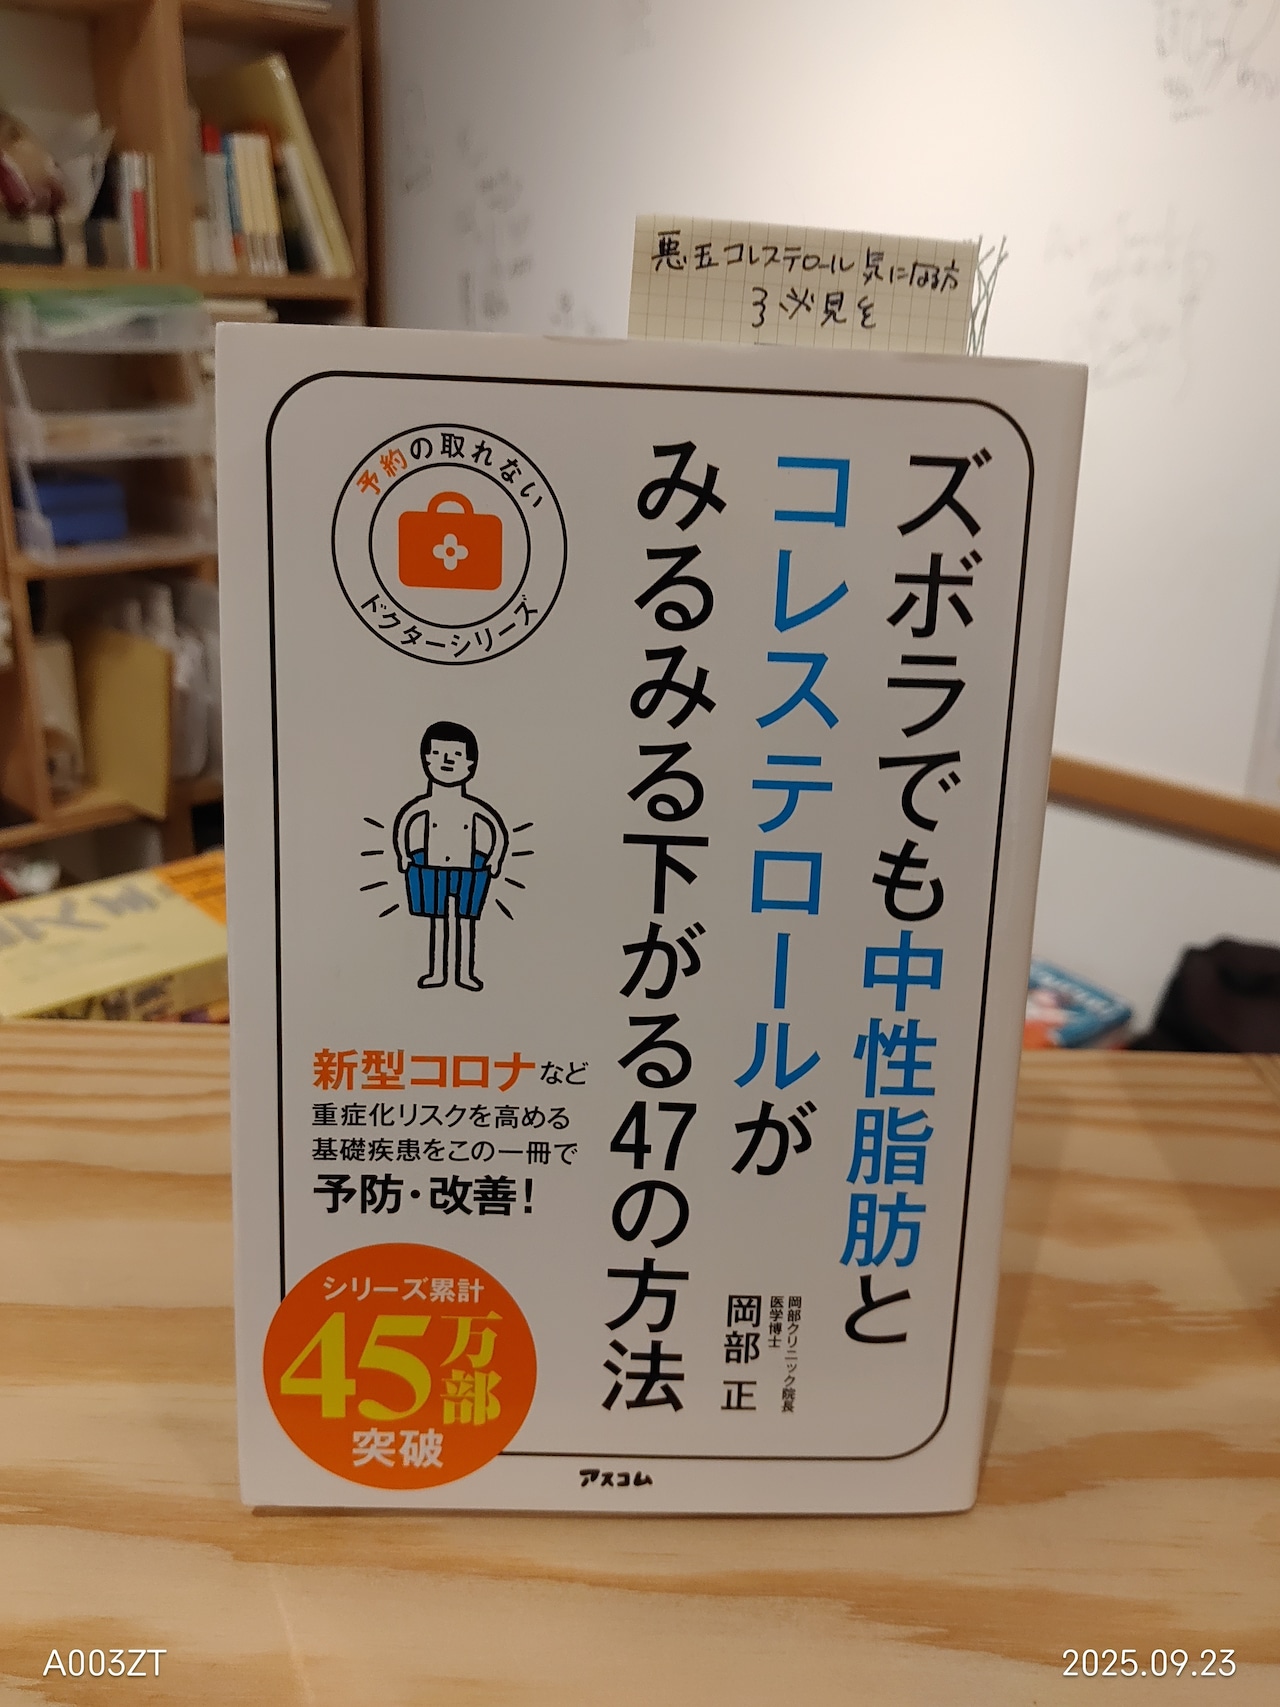 悪玉コレステロール気になる方
必見を
ズボラでも中性脂肪と
コレステロールが
みるみる下がる47の方法
予約の取れない
ドクターシリーズ
岡部クリニック院長
医学博士
岡部 正
新型コロナなど
重症化リスクを高める
基礎疾患をこの一冊で
予防・改善!
シリーズ累計
45万部
突破
アスコム
A003ZT
2025.09.23